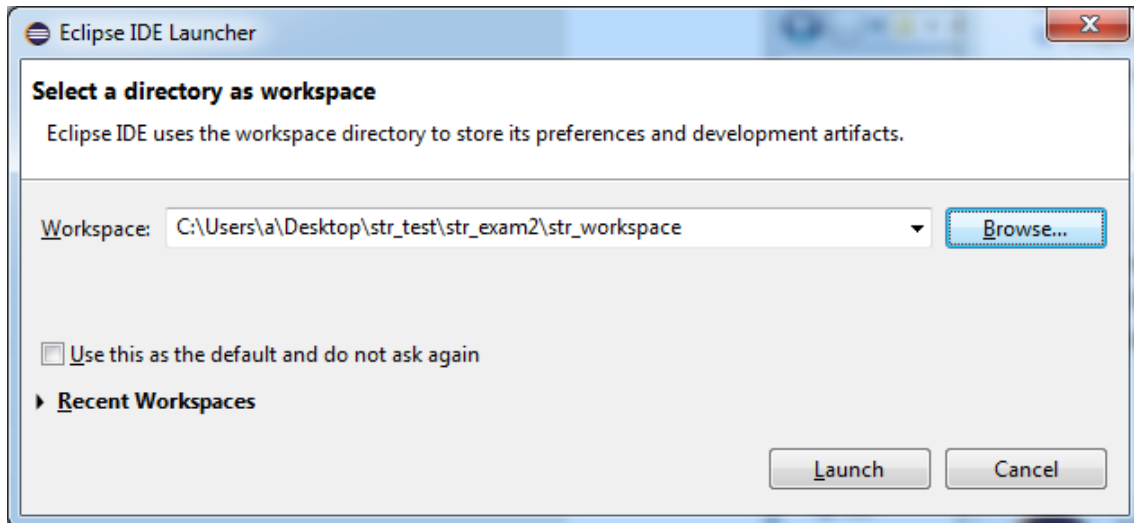 Eclipse IDE Launcher
Select a directory as workspace
Eclipse IDE uses the workspace directory to store its preferences and development artifacts.
Workspace: C:\Users\a\Desktop\str_test\str_exam2\str_workspace Browse...
Use this as the default and do not ask again
Recent Workspaces
Launch Cancel